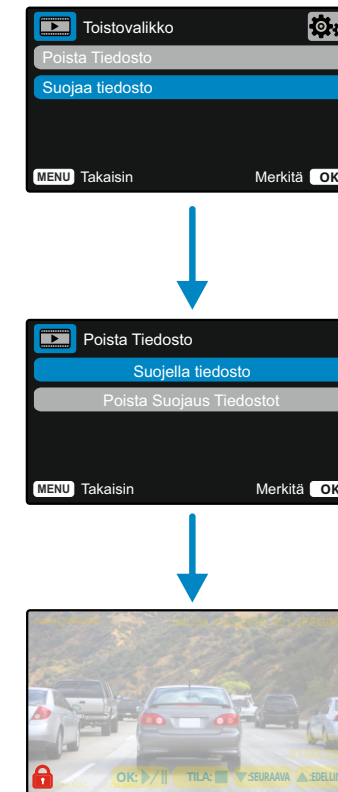 Toistovalikko
Poista Tiedosto
Suojaa tiedosto
MENU Takaisin Merkitä OK
Poista Tiedosto
Suojella tiedosto
Poista Suojaus Tiedostot
MENU Takaisin Merkitä OK
OK: TILA: :SEURAAVA